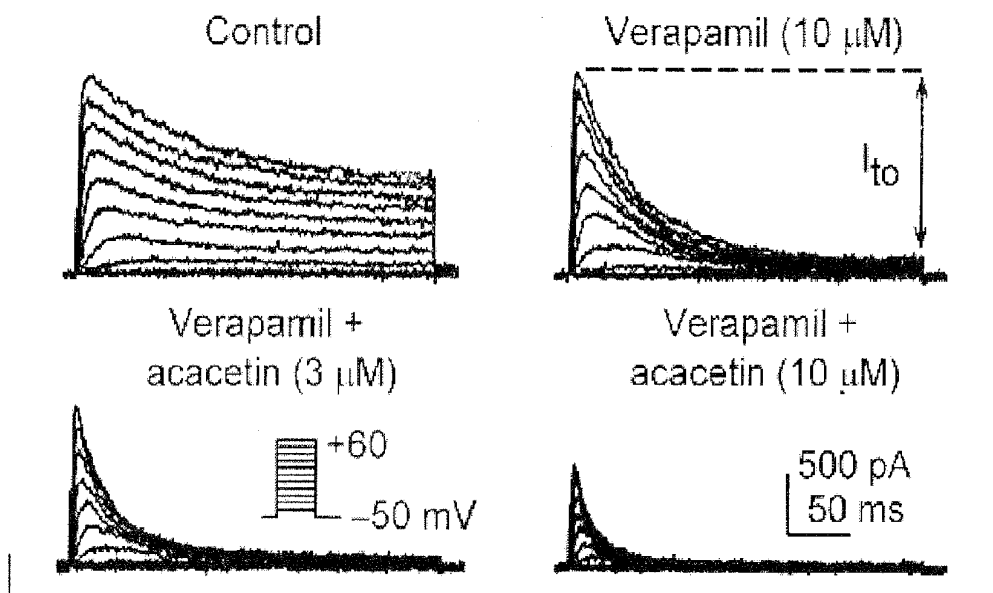 Control
Verapamil (10 μM)
Ito
Verapamil +
acacetin (3 μM)
+60
–50 mV
Verapamil +
acacetin (10 μM)
500 pA
50 ms